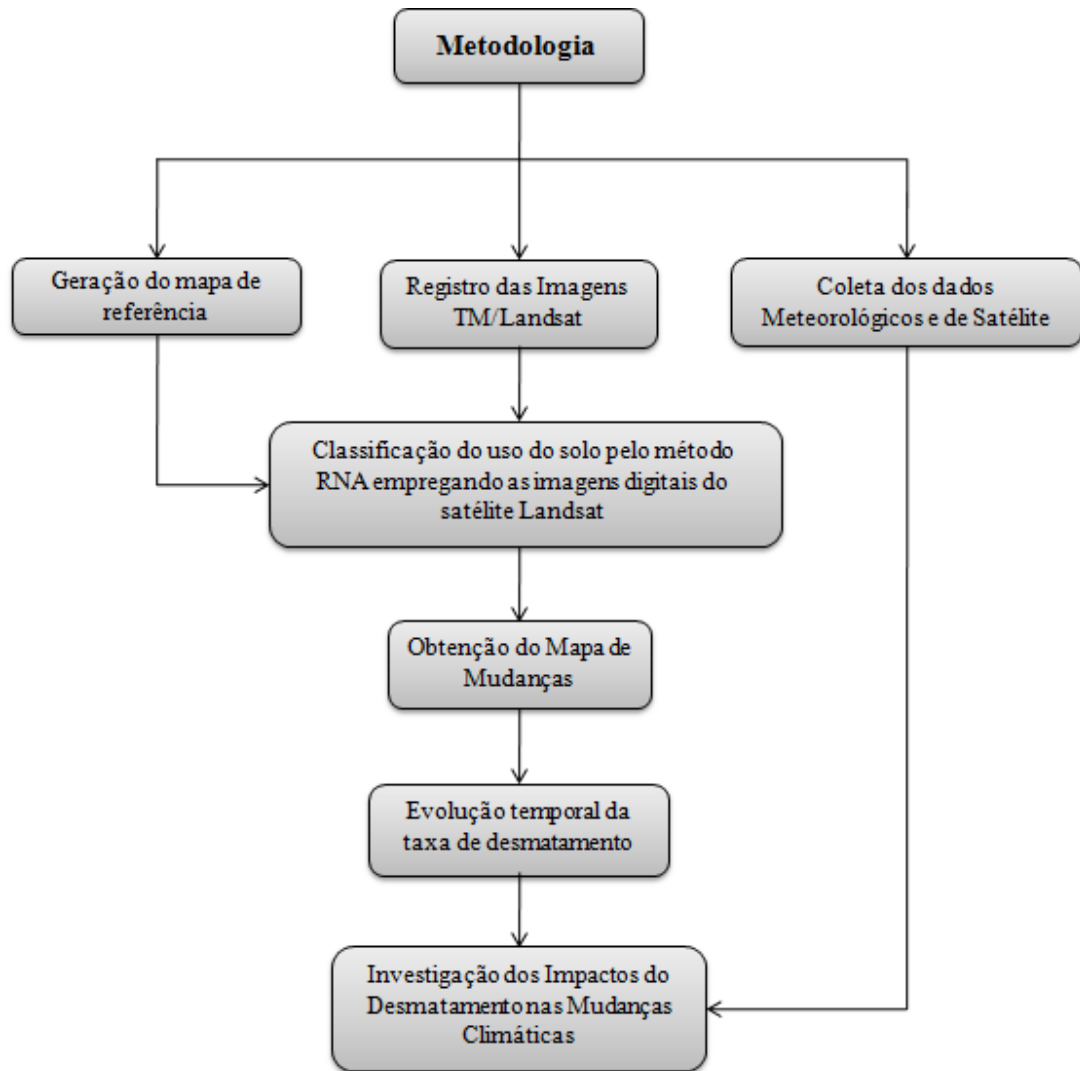 Metodologia
Geração do mapa de
referência
Registro das Imagens
TM/Landsat
Coleta dos dados
Meteorológicos e de Satélite
Classificação do uso do solo pelo método
RNA empregando as imagens digitais do
satélite Landsat
Obtenção do Mapa de
Mudanças
Evolução temporal da
taxa de desmatamento
Investigação dos Impactos do
Desmatamento nas Mudanças
Climáticas